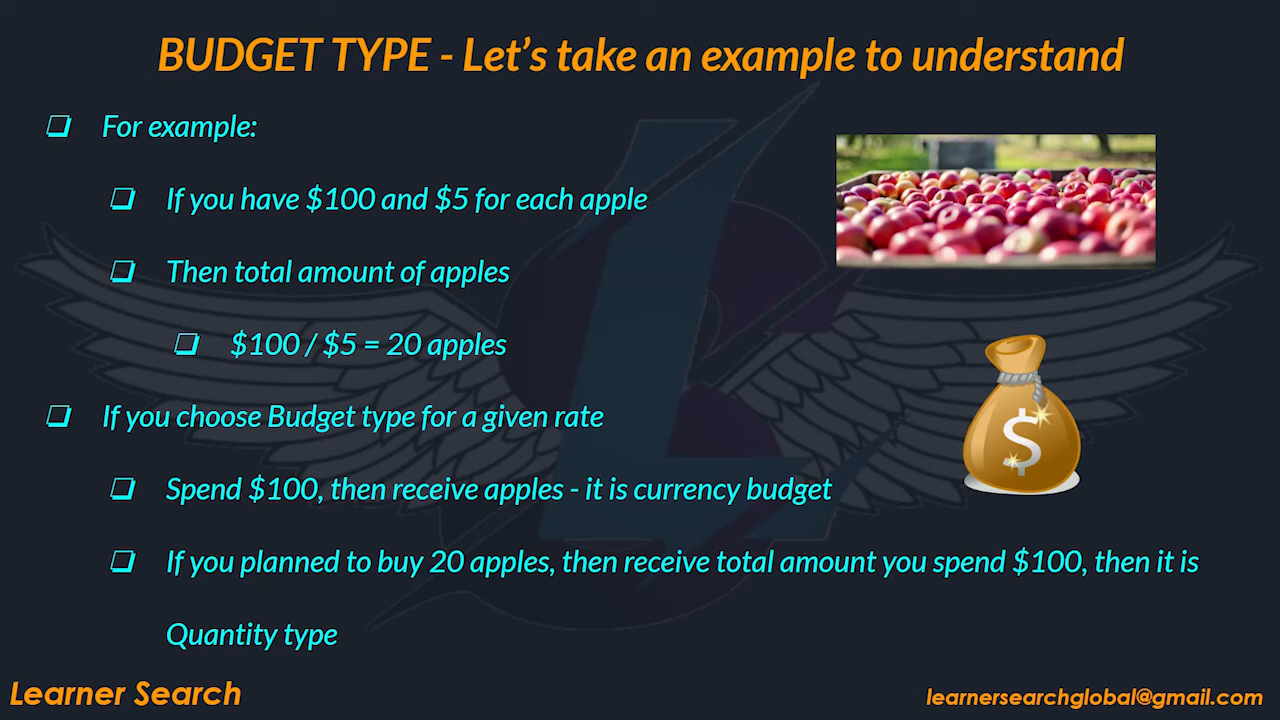 BUDGET TYPE - Let's take an example to understand
❏ For example:
❏ If you have $100 and $5 for each apple
❏ Then total amount of apples
❏ $100 / $5 = 20 apples
❏ If you choose Budget type for a given rate
❏ Spend $100, then receive apples - it is currency budget
❏ If you planned to buy 20 apples, then receive total amount you spend $100, then it is
Quantity type
$
Learner Search
learnersearchglobal@gmail.com